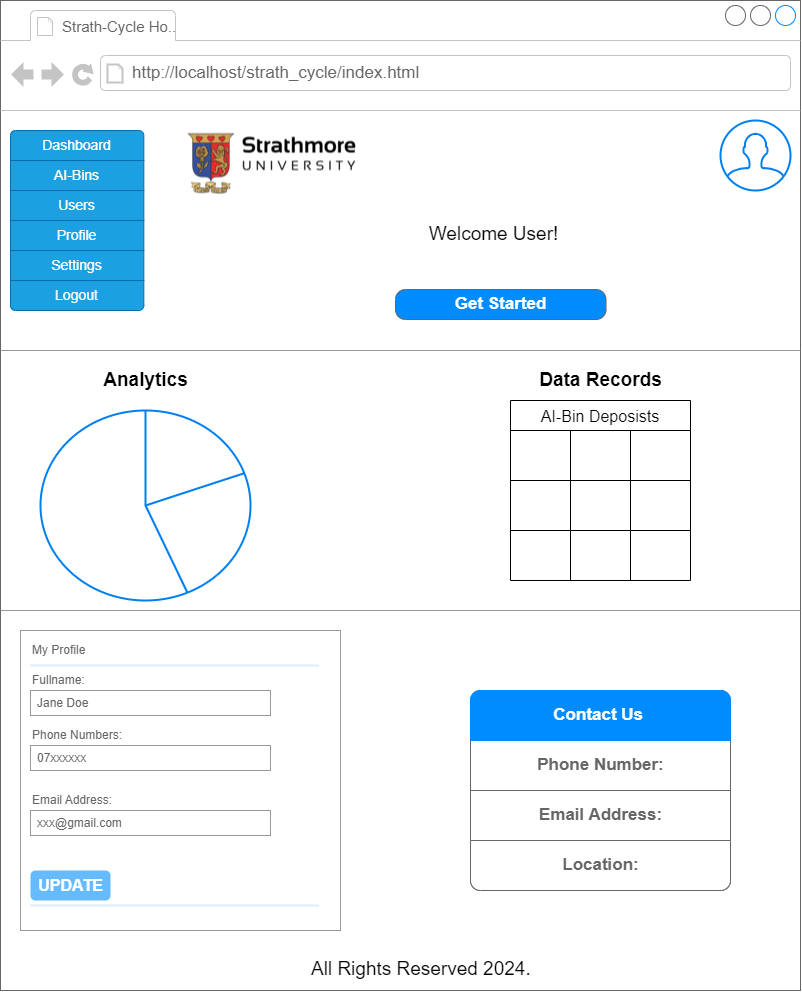 Strath-Cycle Ho..
http://localhost/strath_cycle/index.html
Dashboard
AI-Bins
Users
Profile
Settings
Logout
Strathmore
UNIVERSITY
Welcome User!
Get Started
Analytics
Data Records
AI-Bin Deposists
My Profile
Fullname:
Jane Doe
Phone Numbers:
07xxxxxx
Email Address:
xxx@gmail.com
UPDATE
Contact Us
Phone Number:
Email Address:
Location:
All Rights Reserved 2024.